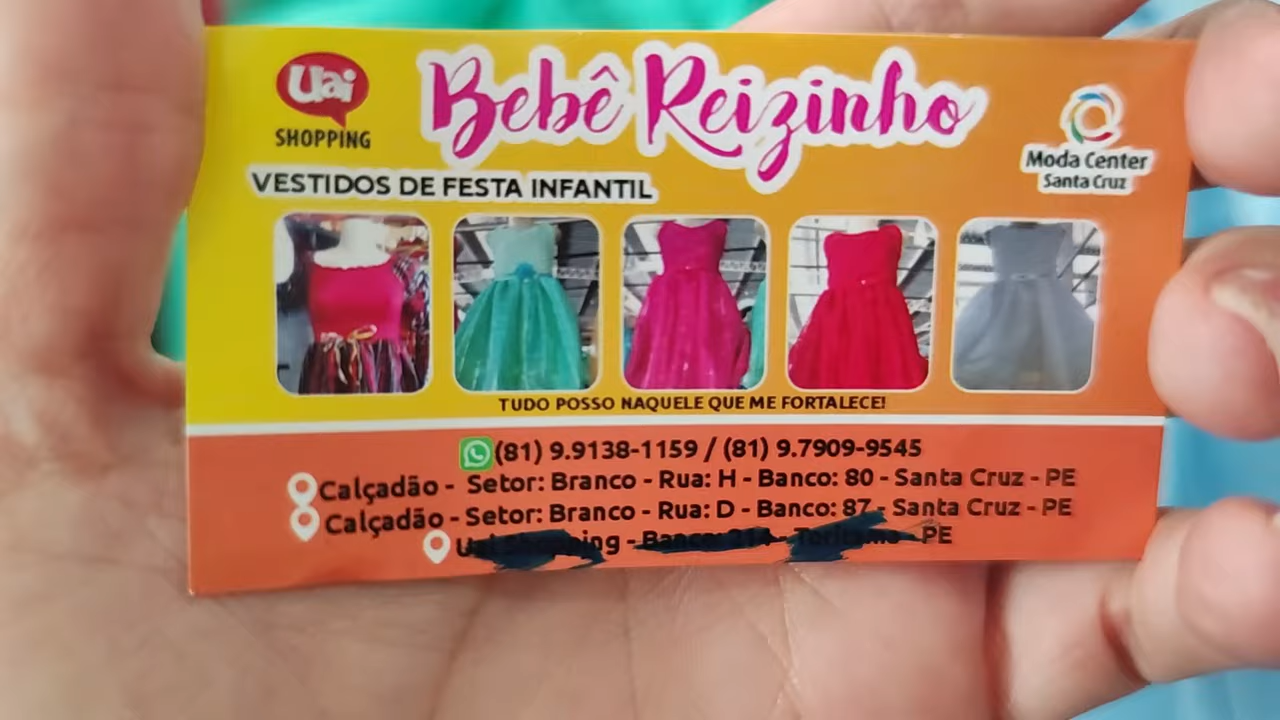 Uai
SHOPPING
Bebê Reizinho
Moda Center
Santa Cruz
VESTIDOS DE FESTA INFANTIL
TUDO POSSO NAQUELE QUE ME FORTALECE!
(81) 9.9138-1159 / (81) 9.7909-9545
Calçadão - Setor: Branco - Rua: H - Banco: 80 - Santa Cruz - PE
Calçadão - Setor: Branco - Rua: D - Banco: 87 - Santa Cruz - PE
- PE